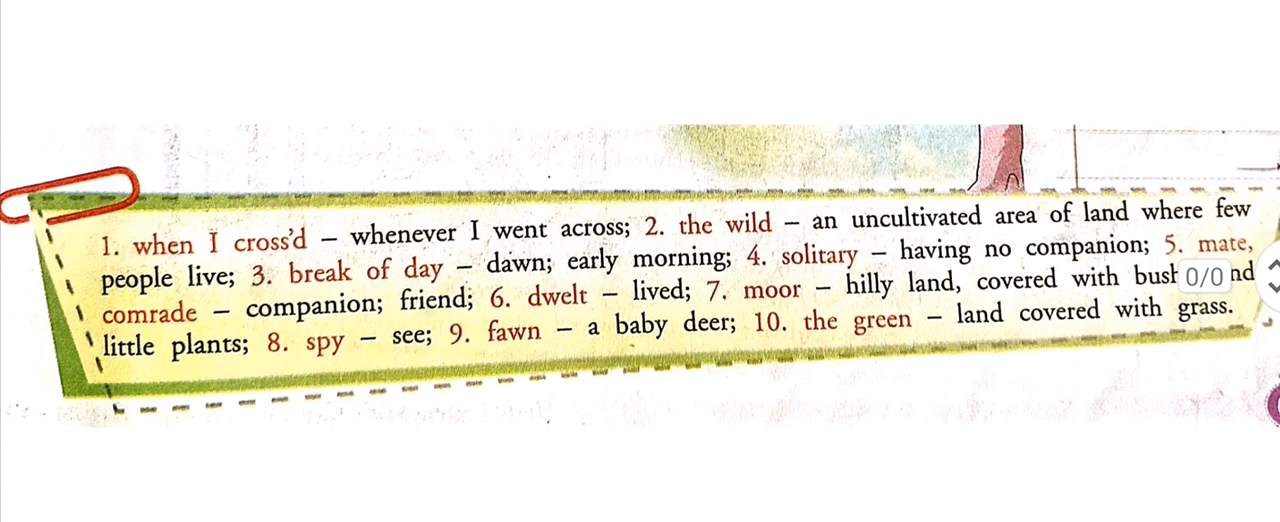 1. when I cross'd – whenever I went across; 2. the wild – an uncultivated area of land where few
people live; 3. break of day – dawn; early morning; 4. solitary – having no companion; 5. mate,
comrade – companion; friend; 6. dwelt – lived; 7. moor – hilly land, covered with 0/0
little plants; 8. spy – see; 9. fawn – a baby deer; 10. the green – land covered with grass.